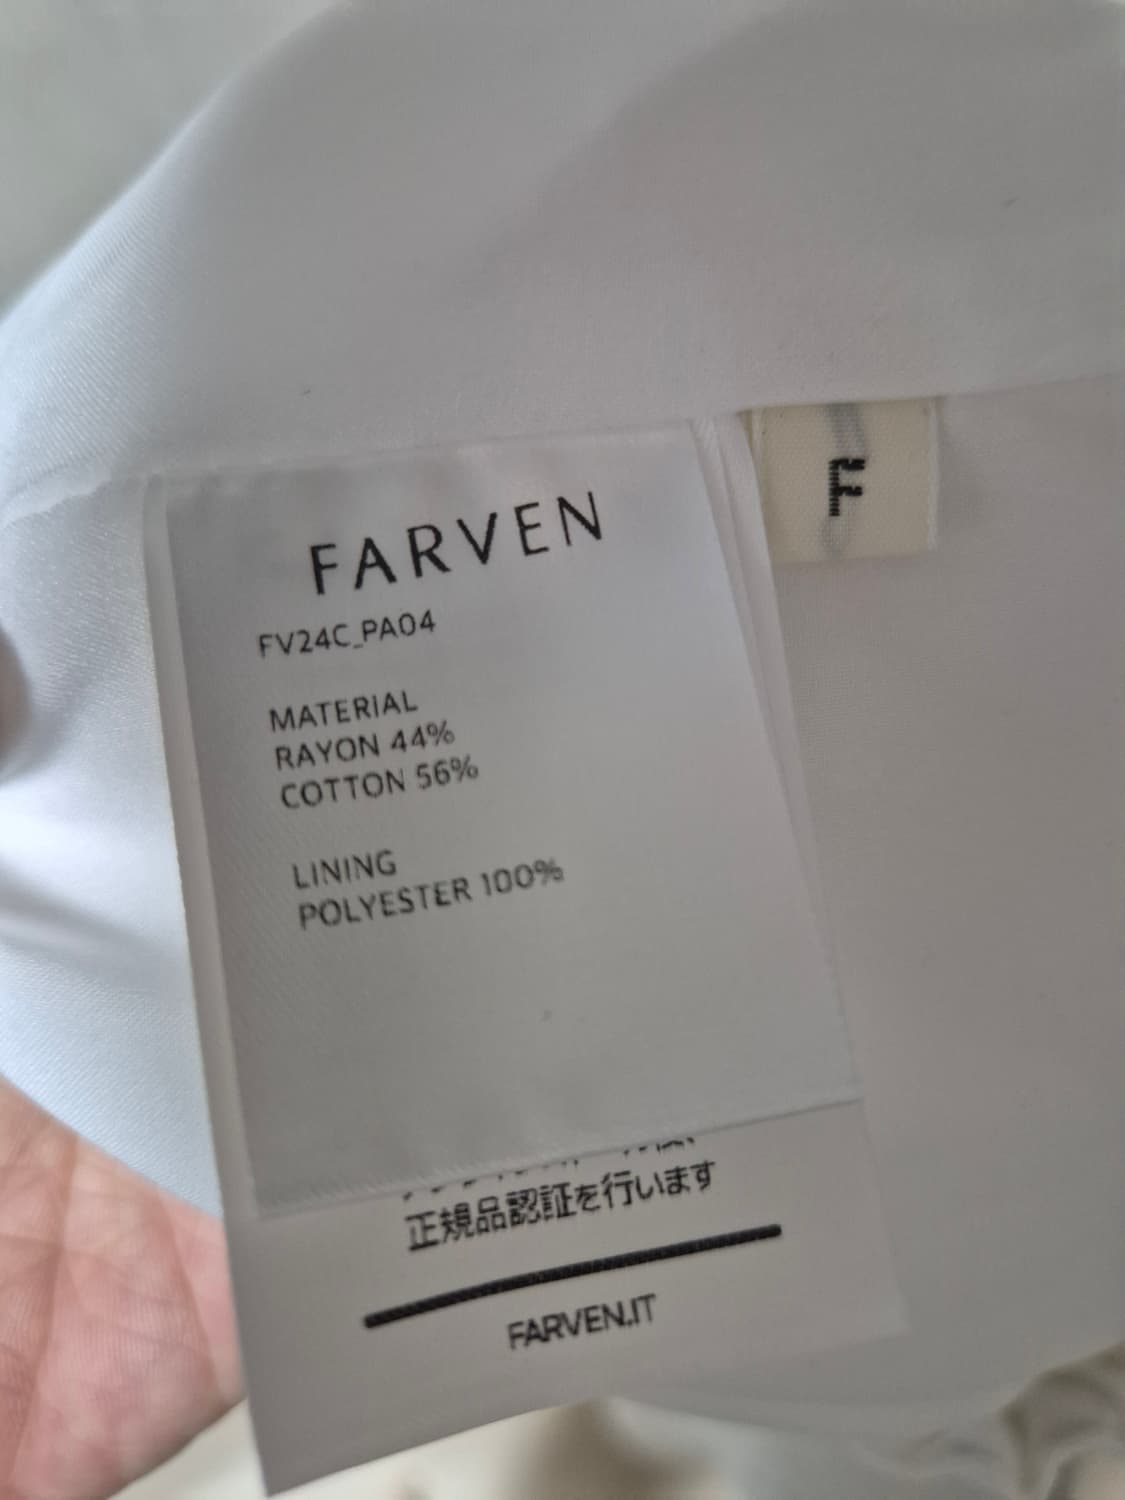 FARVEN
F
FV24C_PA04
MATERIAL
RAYON 44%
COTTON 56%
LINING
POLYESTER 100%
正規品認証を行います
FARVEN.IT